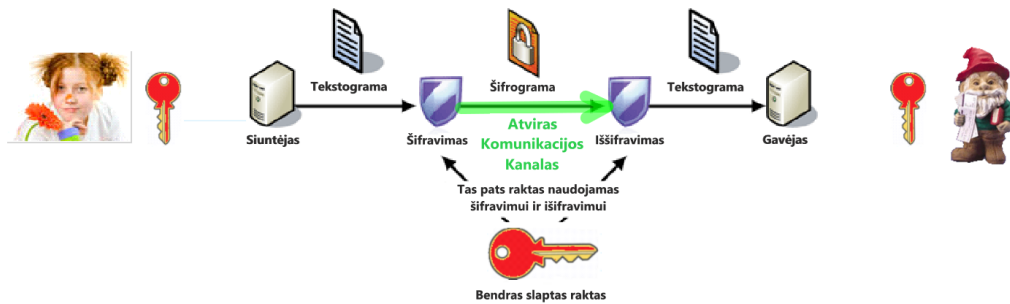 Tekstograma
Šifrograma
Tekstograma
Siuntėjas
Šifravimas
Atviras
Komunikacijos
Kanalas
Iššifravimas
Gavėjas
Tas pats raktas naudojamas
šifravimui ir išifravimui
Bendras slaptas raktas